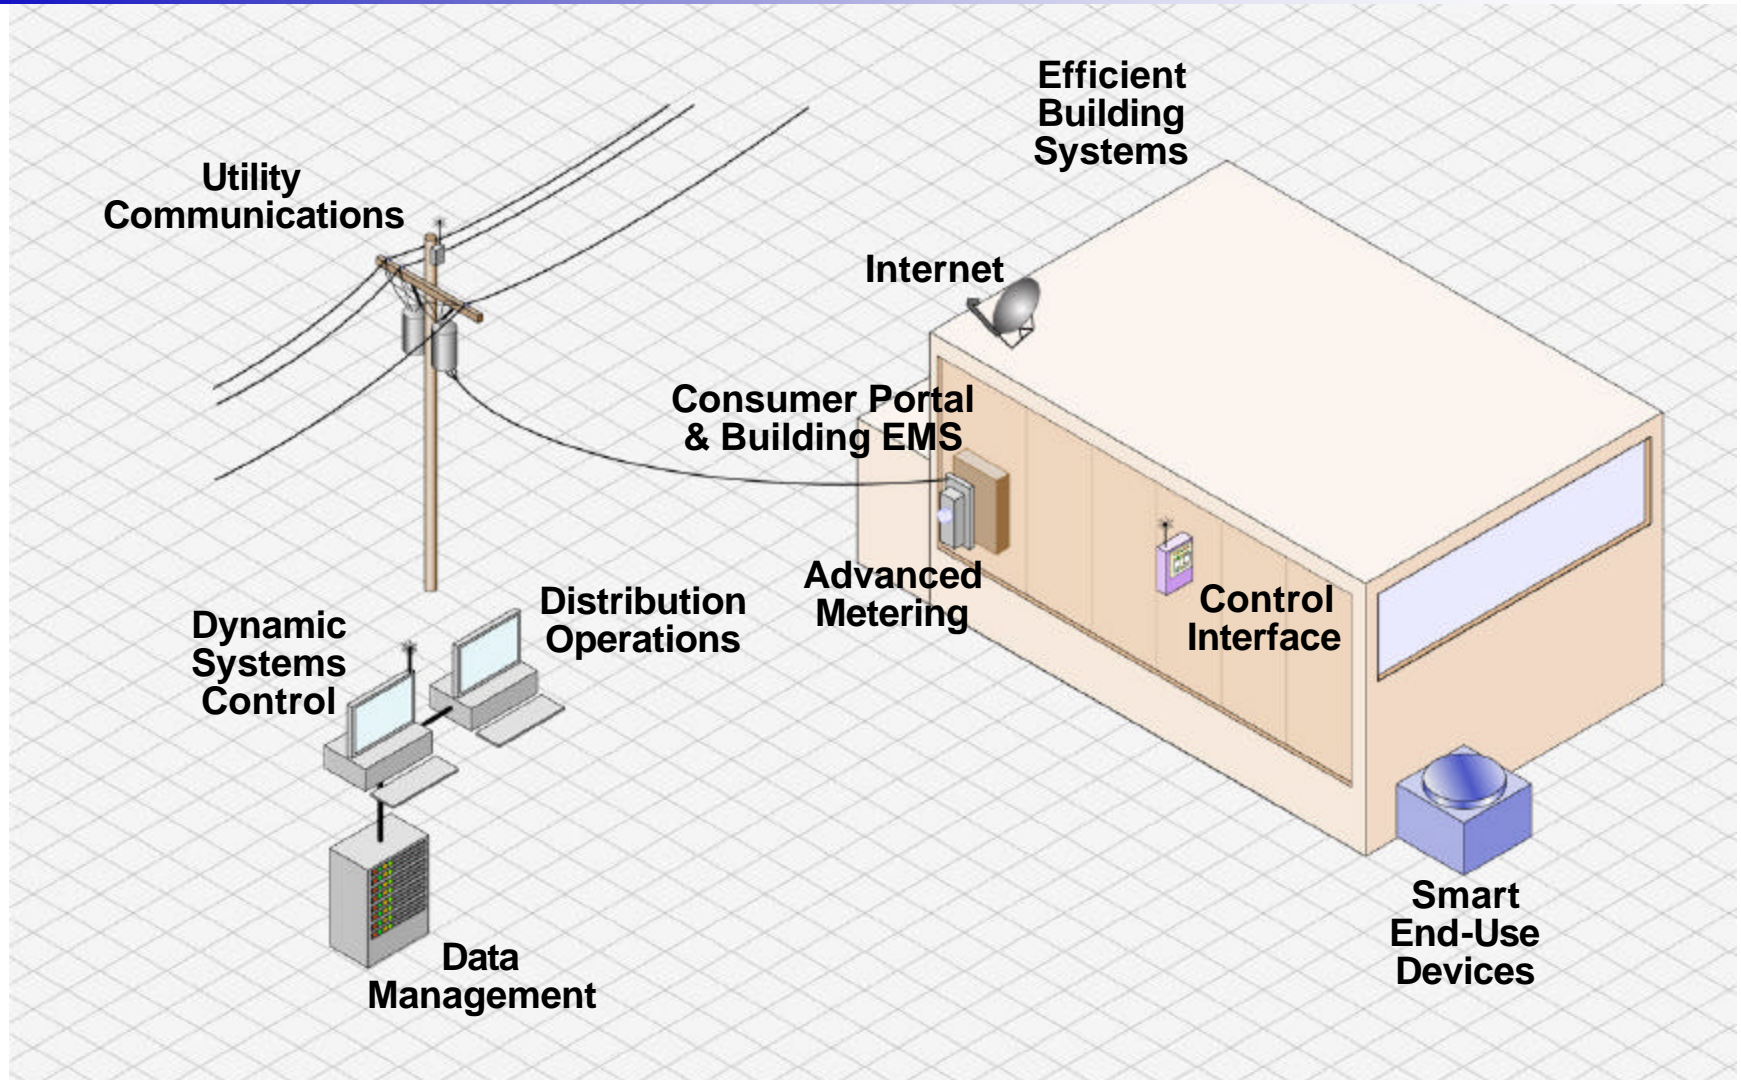 Efficient
Building
Systems
Utility
Communications
Internet
Consumer Portal
& Building EMS
Advanced
Metering
Control
Interface
Distribution
Operations
Dynamic
Systems
Control
Data
Management
Smart
End-Use
Devices